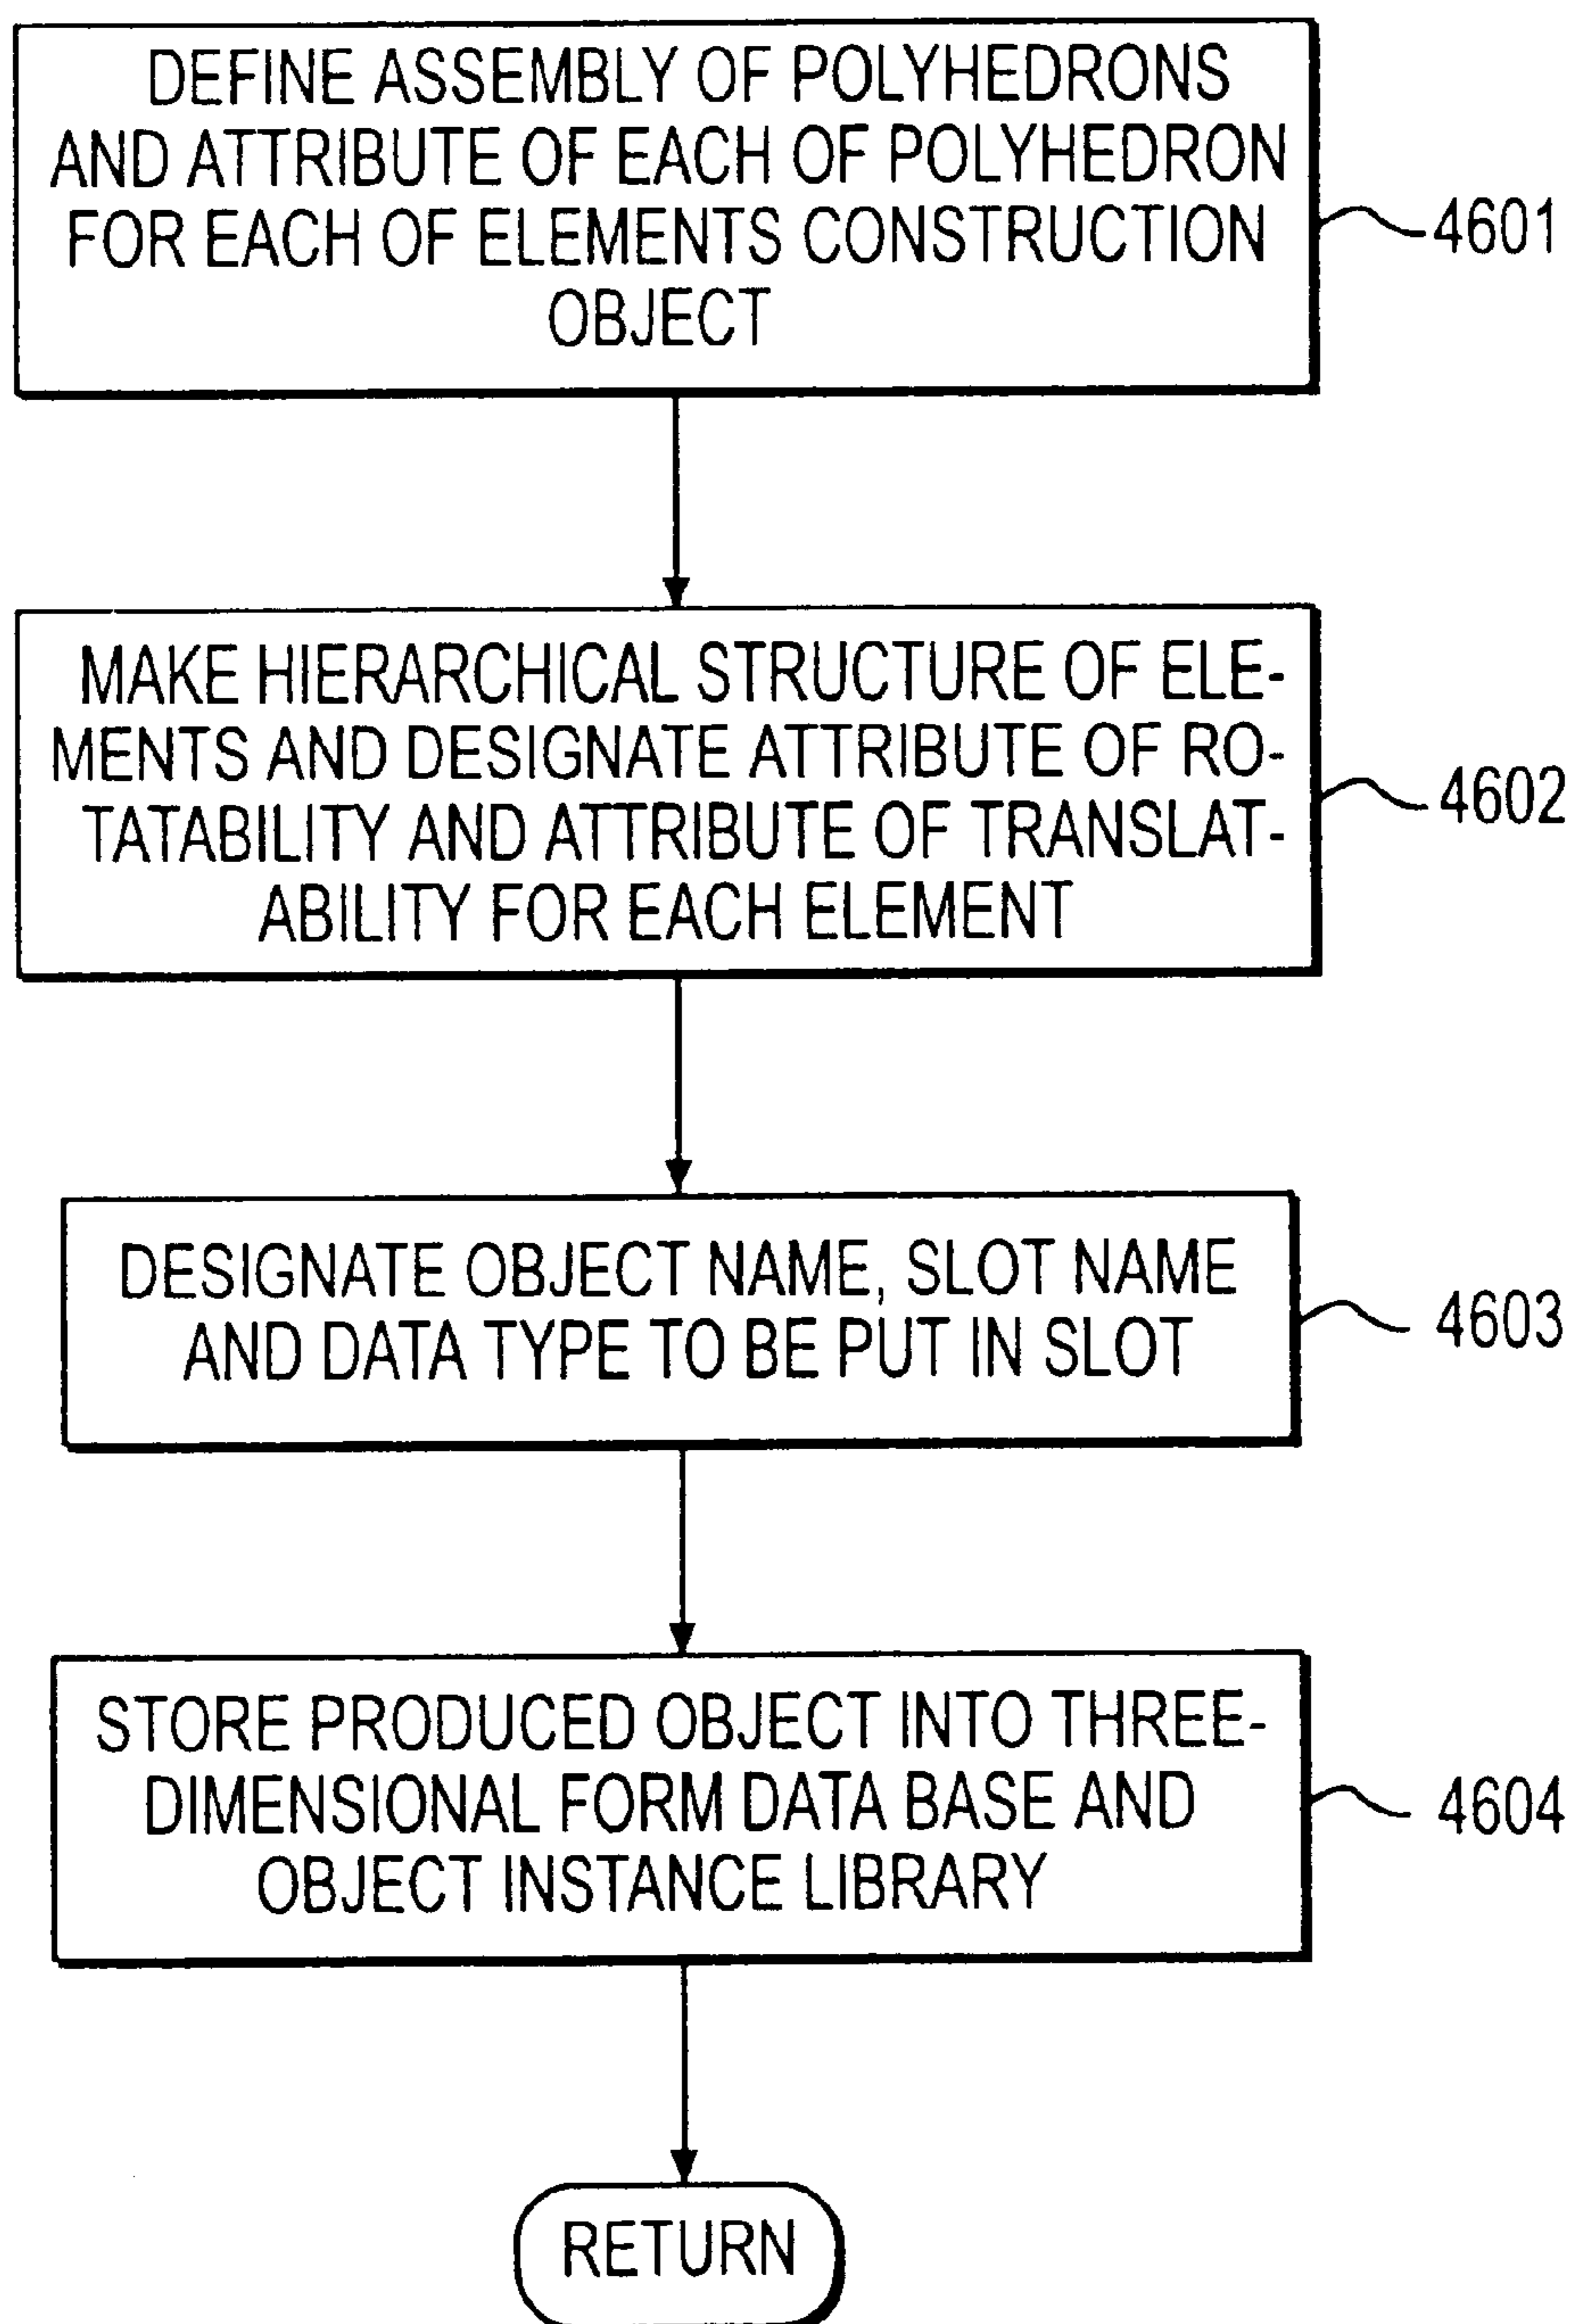 DEFINE ASSEMBLY OF POLYHEDRONS
AND ATTRIBUTE OF EACH OF POLYHEDRON
FOR EACH OF ELEMENTS CONSTRUCTION
OBJECT
4601
MAKE HIERARCHICAL STRUCTURE OF ELE-
MENTS AND DESIGNATE ATTRIBUTE OF RO-
TATABILITY AND ATTRIBUTE OF TRANSLAT-
ABILITY FOR EACH ELEMENT
4602
DESIGNATE OBJECT NAME, SLOT NAME
AND DATA TYPE TO BE PUT IN SLOT
4603
STORE PRODUCED OBJECT INTO THREE-
DIMENSIONAL FORM DATA BASE AND
OBJECT INSTANCE LIBRARY
4604
RETURN